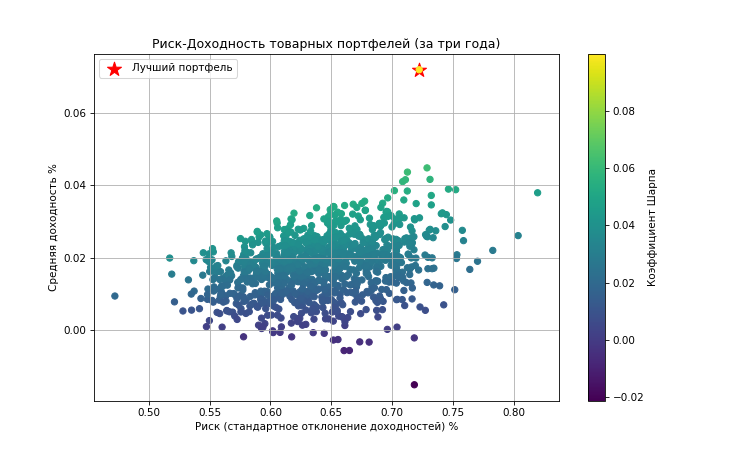 Риск-Доходность товарных портфелей (за три года)
Лучший портфель
Средняя доходность %
0.06
0.04
0.02
0.00
0.50 0.55 0.60 0.65 0.70 0.75 0.80
Риск (стандартное отклонение доходностей) %
0.08
0.06
0.04
0.02
0.00
−0.02
Коэффициент Шарпа